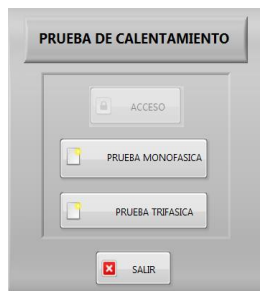 PRUEBA DE CALENTAMIENTO
ACCESO
PRUEBA MONOFASICA
PRUEBA TRIFASICA
SALIR